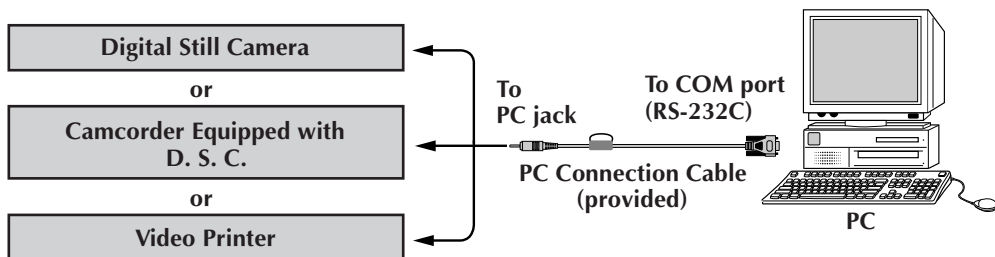 Digital Still Camera
or
Camcorder Equipped with
D. S. C.
or
Video Printer
To
PC jack
To COM port
(RS-232C)
PC Connection Cable
(provided)
PC